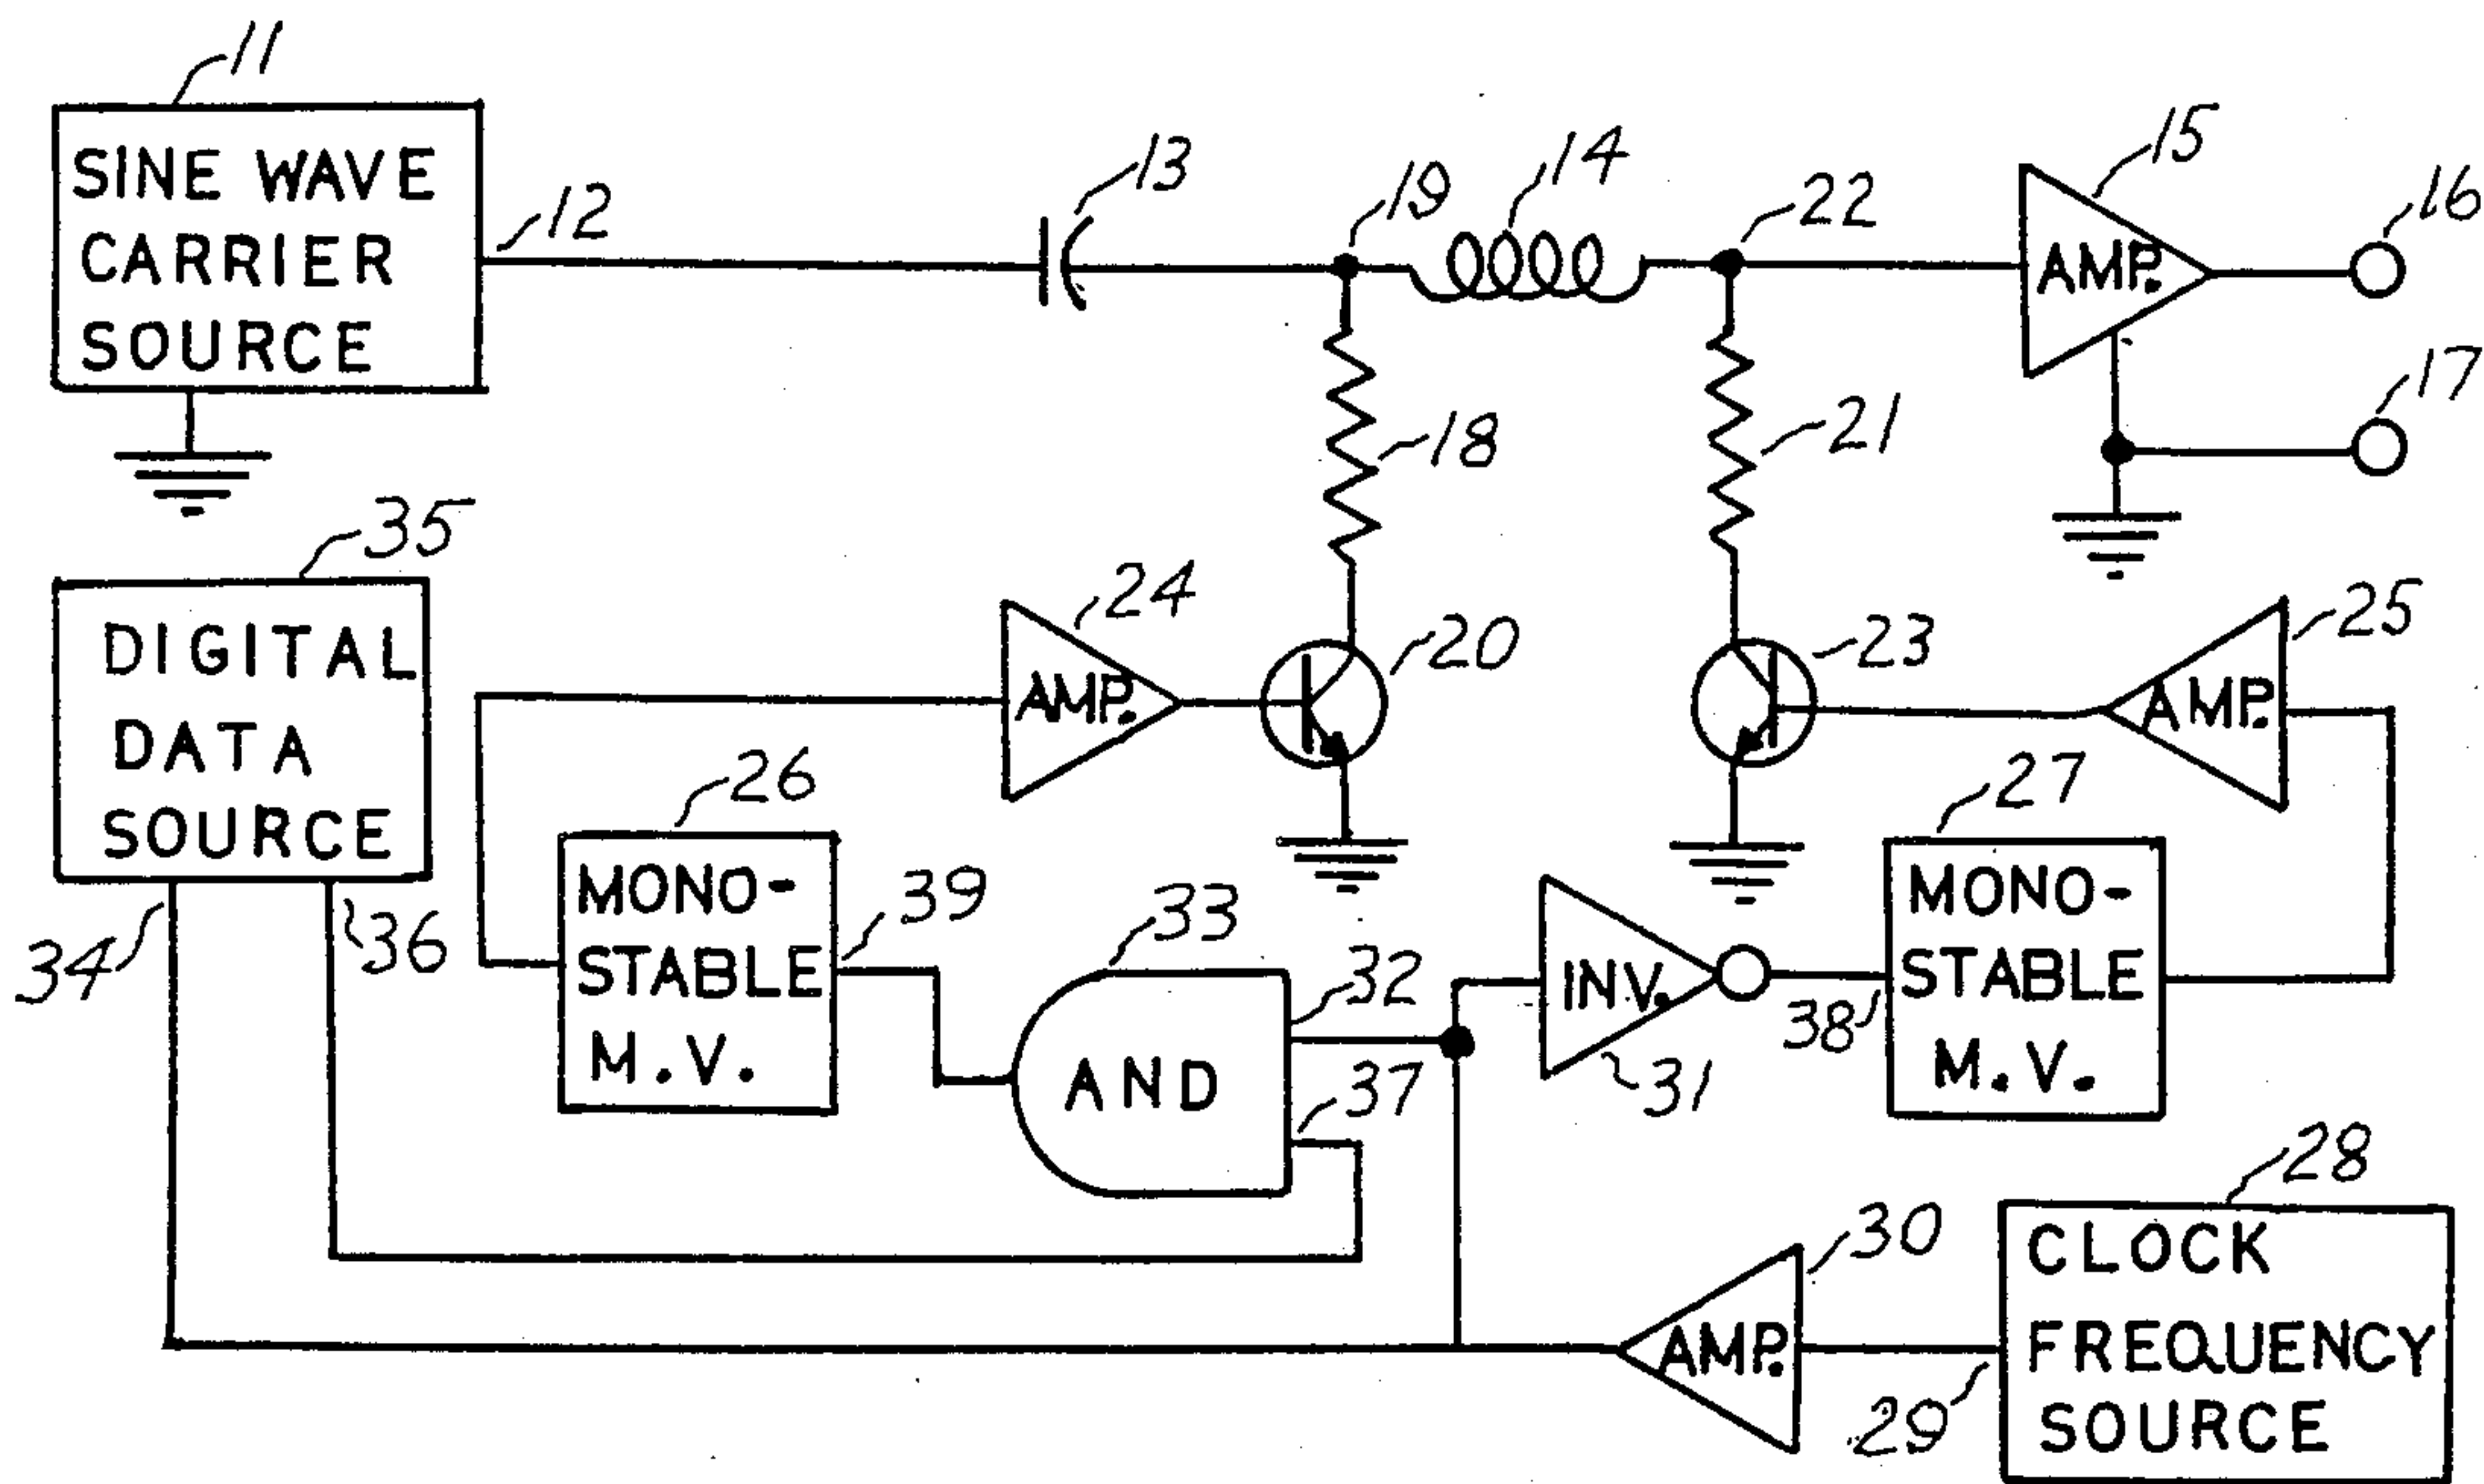 11
SINE WAVE
CARRIER
SOURCE
12
13
19
14
22
15
AMP.
16
17
18
21
35
DIGITAL
DATA
SOURCE
34
36
24
AMP.
20
23
25
AMP.
26
MONO-
STABLE
M.V.
39
33
AND
32
37
INV.
31
38
27
MONO-
STABLE
M.V.
28
CLOCK
FREQUENCY
SOURCE
29
30
AMP.